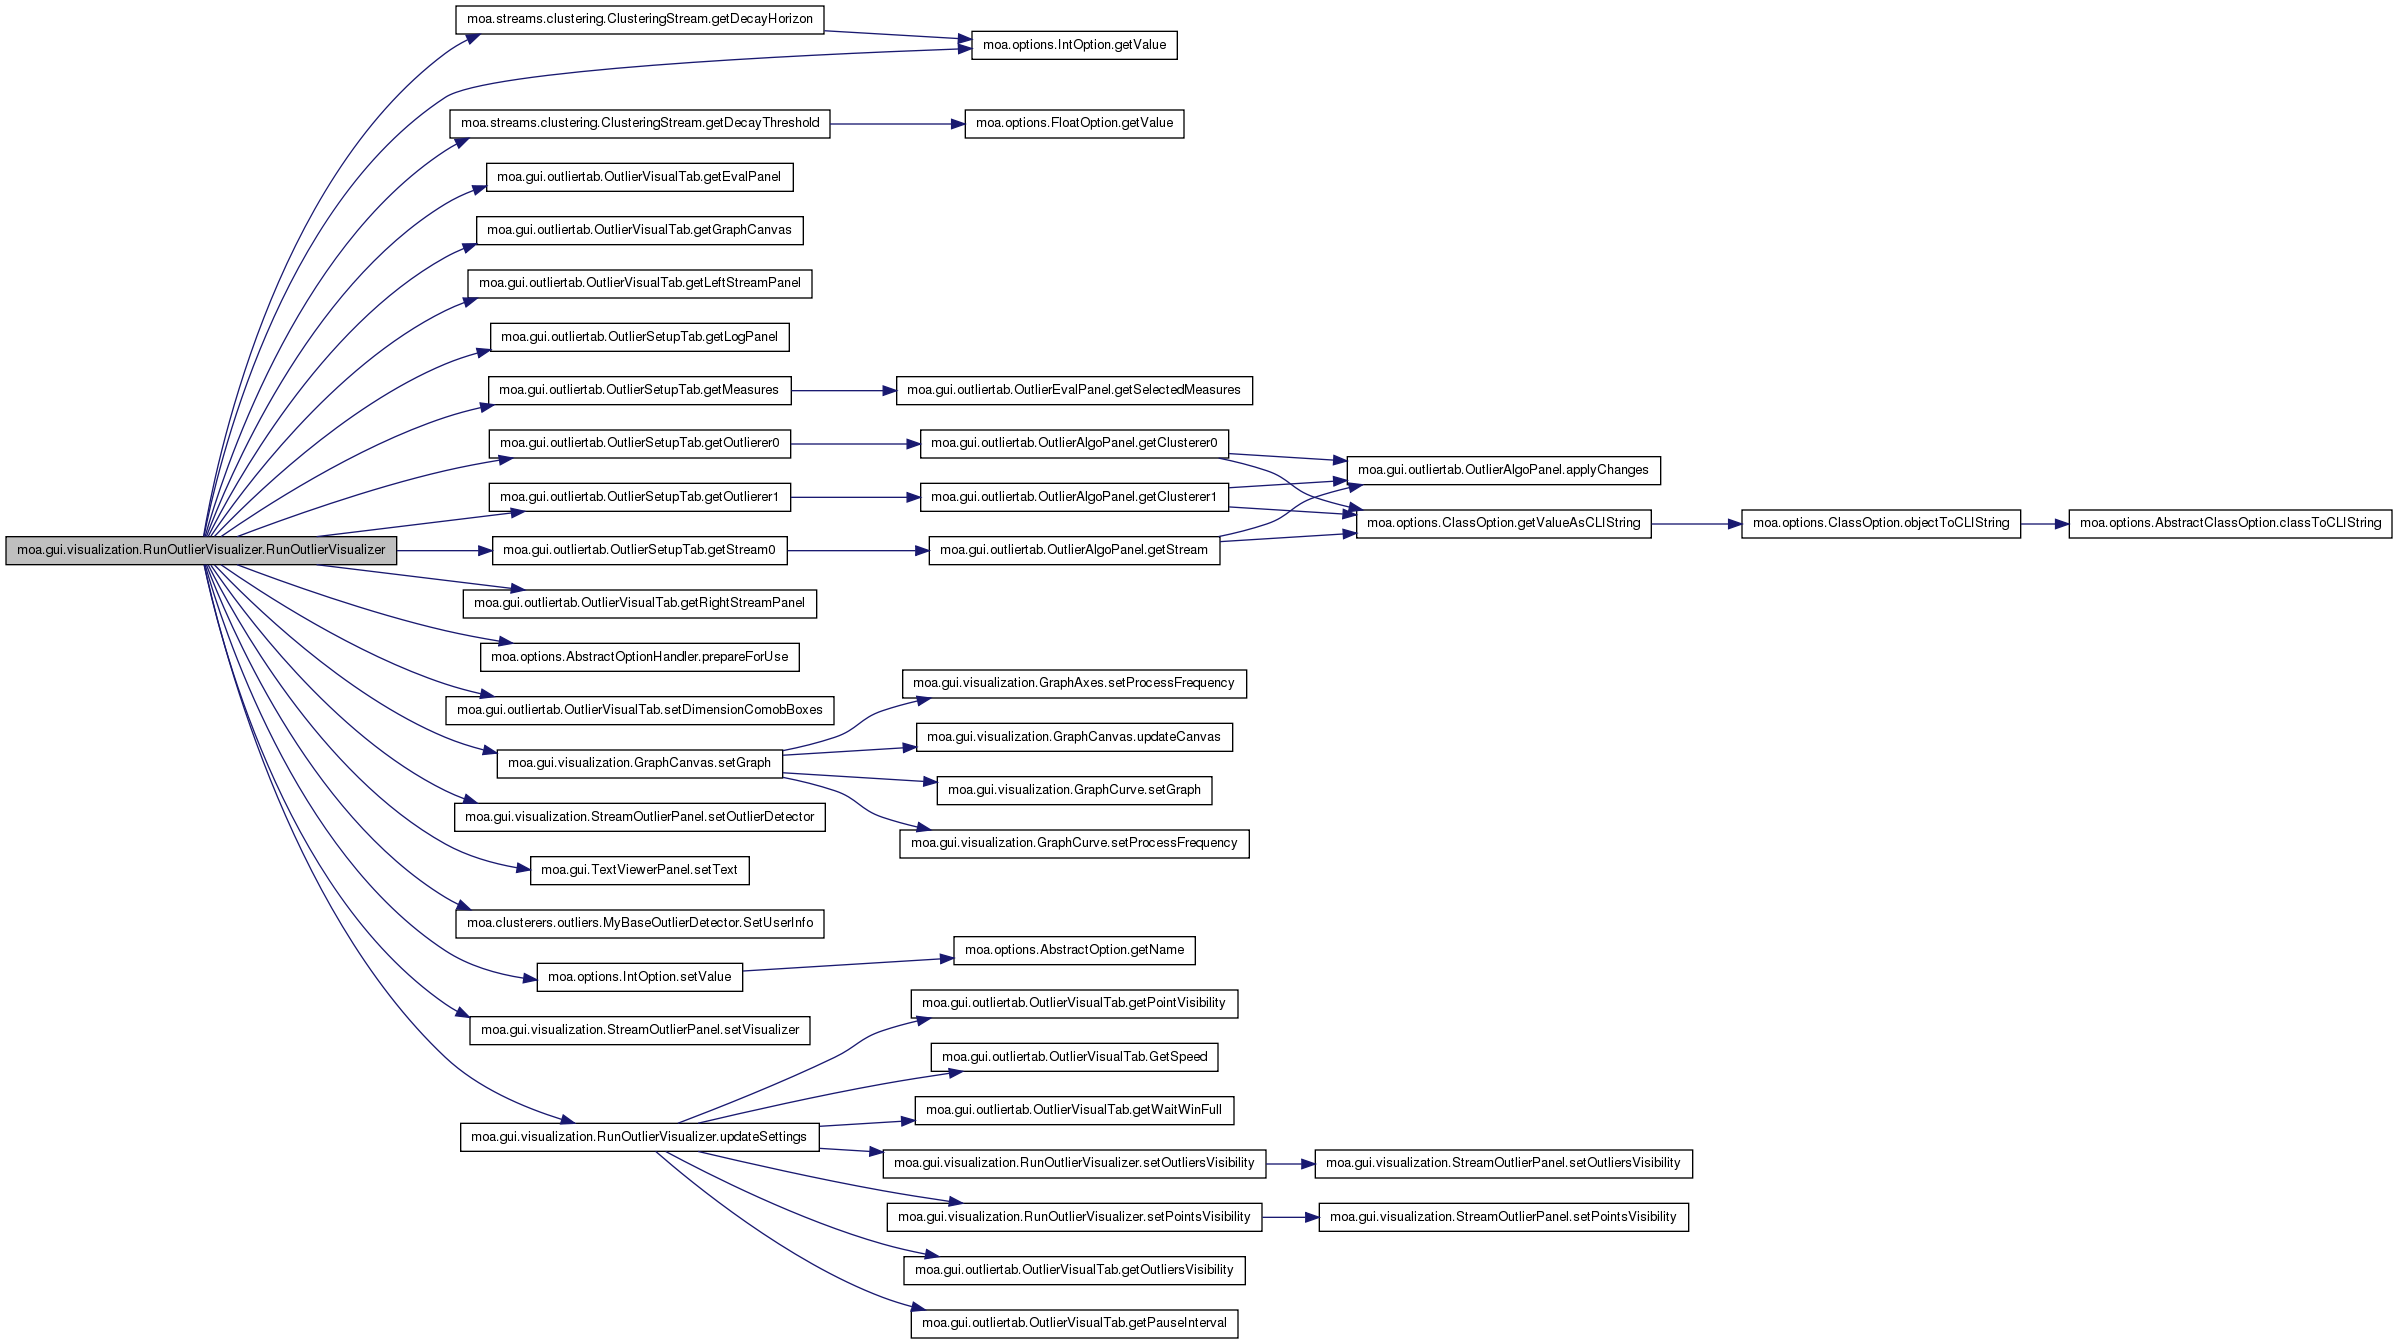 moa.streams.clustering.ClusteringStream.getDecayHorizon
moa.options.IntOption.getValue
moa.streams.clustering.ClusteringStream.getDecayThreshold
moa.options.FloatOption.getValue
moa.gui.outliertab.OutlierVisualTab.getEvalPanel
moa.gui.outliertab.OutlierVisualTab.getGraphCanvas
moa.gui.outliertab.OutlierVisualTab.getLeftStreamPanel
moa.gui.outliertab.OutlierSetupTab.getLogPanel
moa.gui.outliertab.OutlierSetupTab.getMeasures
moa.gui.outliertab.OutlierEvalPanel.getSelectedMeasures
moa.gui.outliertab.OutlierSetupTab.getOutlierer0
moa.gui.outliertab.OutlierAlgoPanel.getClusterer0
moa.gui.outliertab.OutlierAlgoPanel.applyChanges
moa.gui.outliertab.OutlierSetupTab.getOutlierer1
moa.gui.outliertab.OutlierAlgoPanel.getClusterer1
moa.options.ClassOption.getValueAsCLIString
moa.options.ClassOption.objectToCLIString
moa.options.AbstractClassOption.classToCLIString
moa.gui.visualization.RunOutlierVisualizer.RunOutlierVisualizer
moa.gui.outliertab.OutlierSetupTab.getStream0
moa.gui.outliertab.OutlierAlgoPanel.getStream
moa.gui.outliertab.OutlierVisualTab.getRightStreamPanel
moa.options.AbstractOptionHandler.prepareForUse
moa.gui.visualization.GraphAxes.setProcessFrequency
moa.gui.outliertab.OutlierVisualTab.setDimensionComobBoxes
moa.gui.visualization.GraphCanvas.updateCanvas
moa.gui.visualization.GraphCanvas.setGraph
moa.gui.visualization.GraphCurve.setGraph
moa.gui.visualization.StreamOutlierPanel.setOutlierDetector
moa.gui.visualization.GraphCurve.setProcessFrequency
moa.gui.TextViewerPanel.setText
moa.clusterers.outliers.MyBaseOutlierDetector.SetUserInfo
moa.options.AbstractOption.getName
moa.options.IntOption.setValue
moa.gui.outliertab.OutlierVisualTab.getPointVisibility
moa.gui.visualization.StreamOutlierPanel.setVisualizer
moa.gui.outliertab.OutlierVisualTab.GetSpeed
moa.gui.outliertab.OutlierVisualTab.getWaitWinFull
moa.gui.visualization.RunOutlierVisualizer.updateSettings
moa.gui.visualization.RunOutlierVisualizer.setOutliersVisibility
moa.gui.visualization.StreamOutlierPanel.setOutliersVisibility
moa.gui.visualization.RunOutlierVisualizer.setPointsVisibility
moa.gui.visualization.StreamOutlierPanel.setPointsVisibility
moa.gui.outliertab.OutlierVisualTab.getOutliersVisibility
moa.gui.outliertab.OutlierVisualTab.getPauseInterval